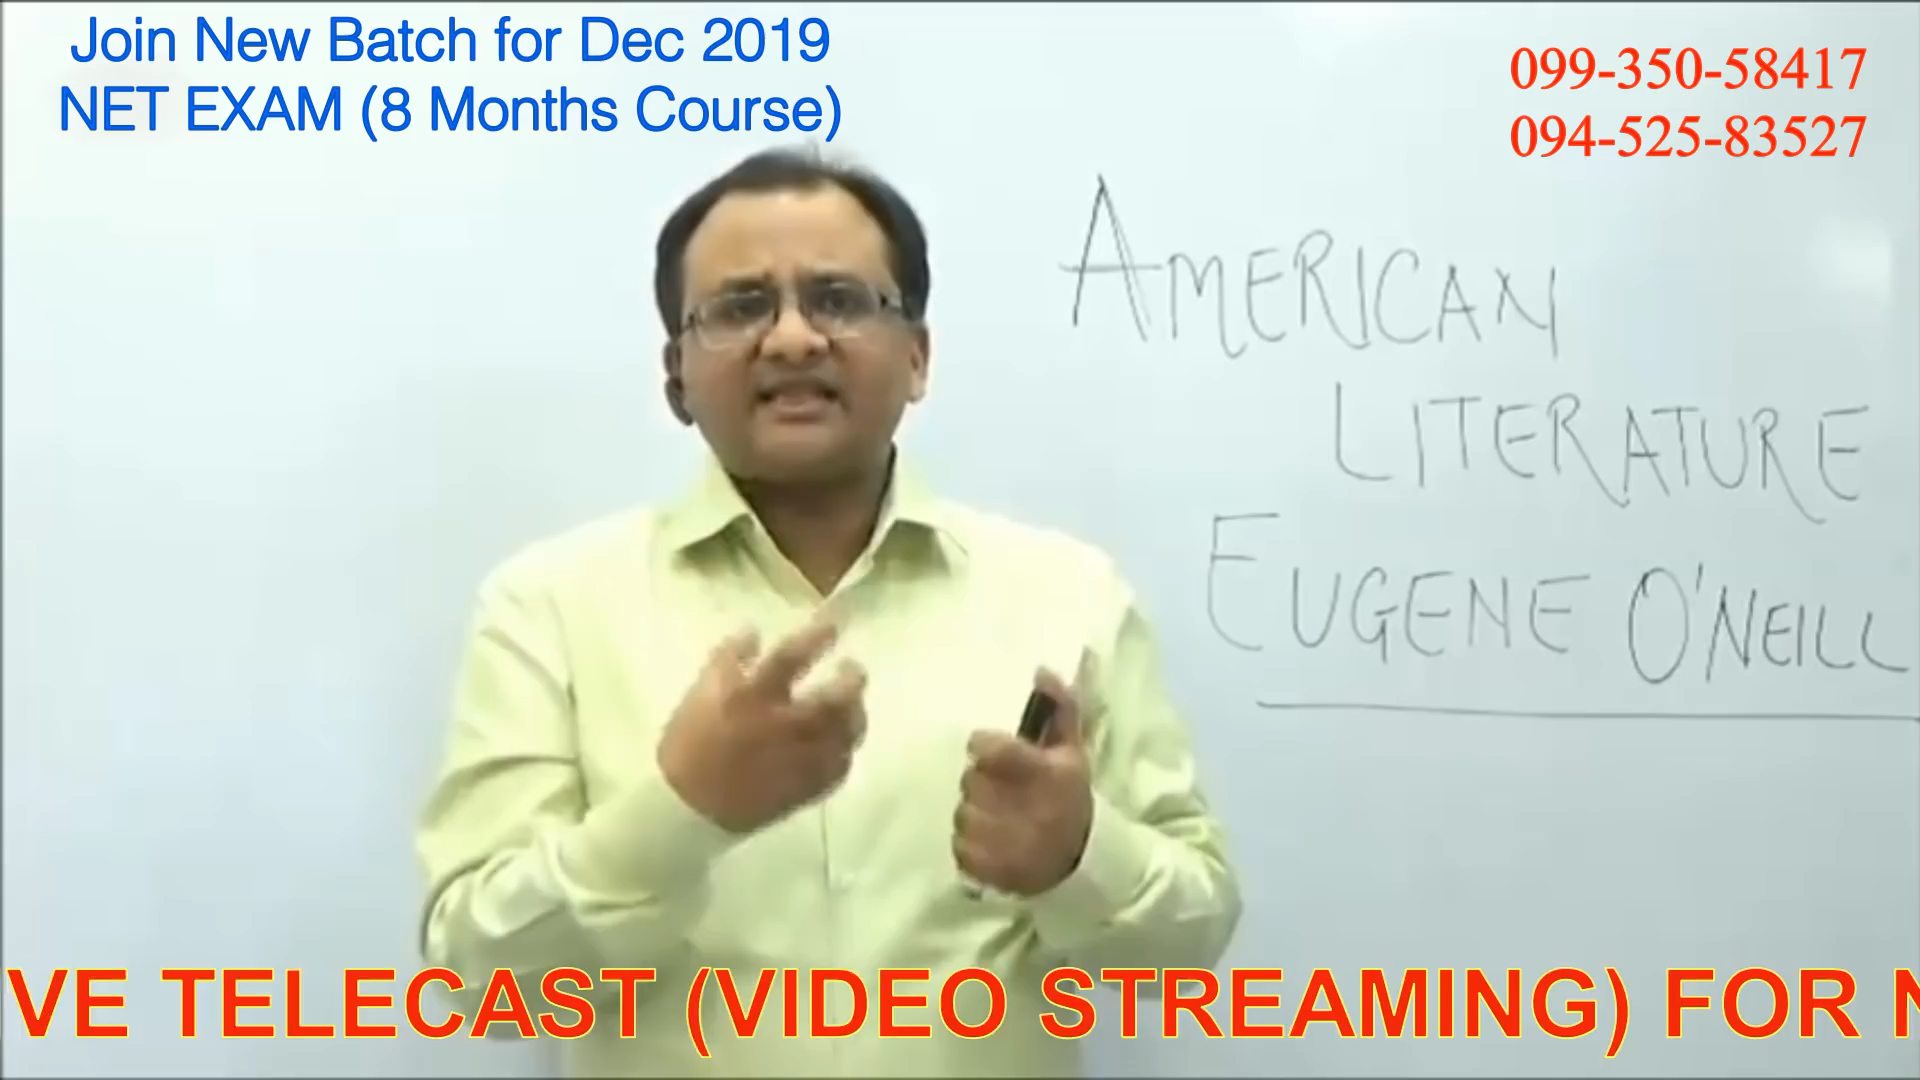 Join New Batch for Dec 2019
NET EXAM (8 Months Course)
099-350-58417
094-525-83527
AMERICAN
LITERATURE
EUGENE O'NEILL
VE TELECAST (VIDEO STREAMING) FOR